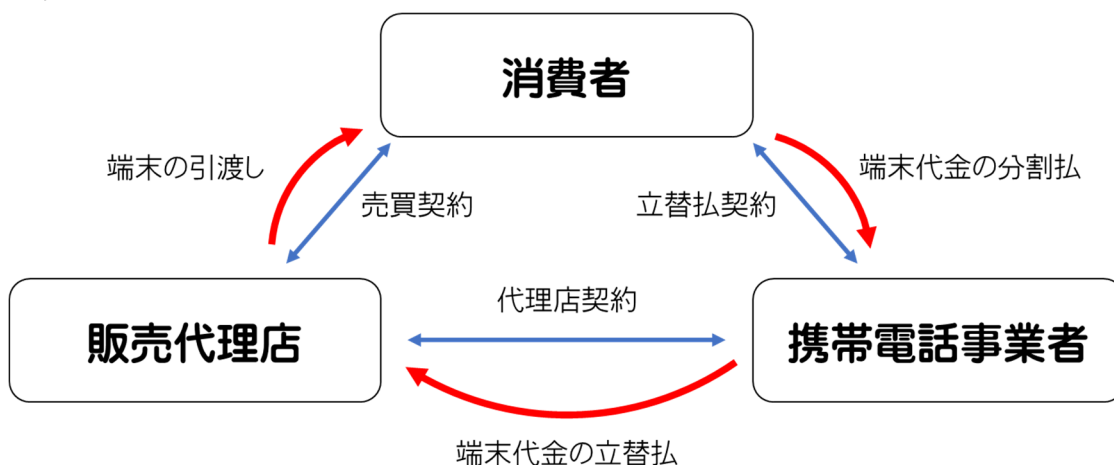 消費者
端末の引渡し
売買契約
立替払契約
端末代金の分割払
販売代理店
代理店契約
携帯電話事業者
端末代金の立替払